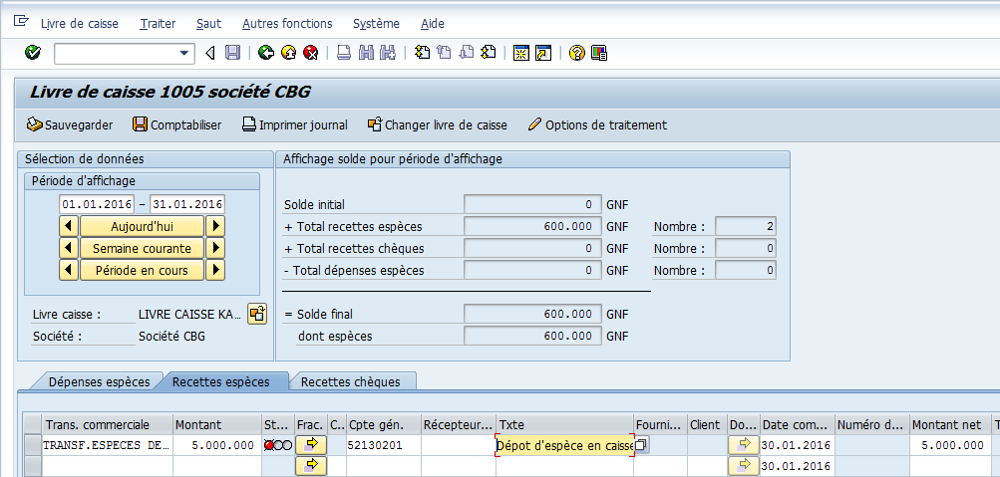 Livre de caisse Traiter Saut Autres fonctions Système Aide
Livre de caisse 1005 société CBG
Sauvegarder Comptabiliser Imprimer journal Changer livre de caisse Options de traitement
Sélection de données
Période d'affichage
01.01.2016 - 31.01.2016
Aujourd'hui
Semaine courante
Période en cours
Livre caisse : LIVRE CAISSE KA...
Société : Société CBG
Affichage solde pour période d'affichage
Solde initial 0 GNF
+ Total recettes espèces 600.000 GNF Nombre : 2
+ Total recettes chèques 0 GNF Nombre : 0
- Total dépenses espèces 0 GNF Nombre : 0
= Solde final 600.000 GNF
dont espèces 600.000 GNF
Dépenses espèces Recettes espèces Recettes chèques
Trans. commerciale Montant St... Frac. C.. Cpte gén. Récepteur... Txte Fourni... Client Do... Date com... Numéro d... Montant net T
TRANSF.ESPECES DE... 5.000.000 52130201 Dépot d'espèce en caisse 30.01.2016 5.000.000
30.01.2016